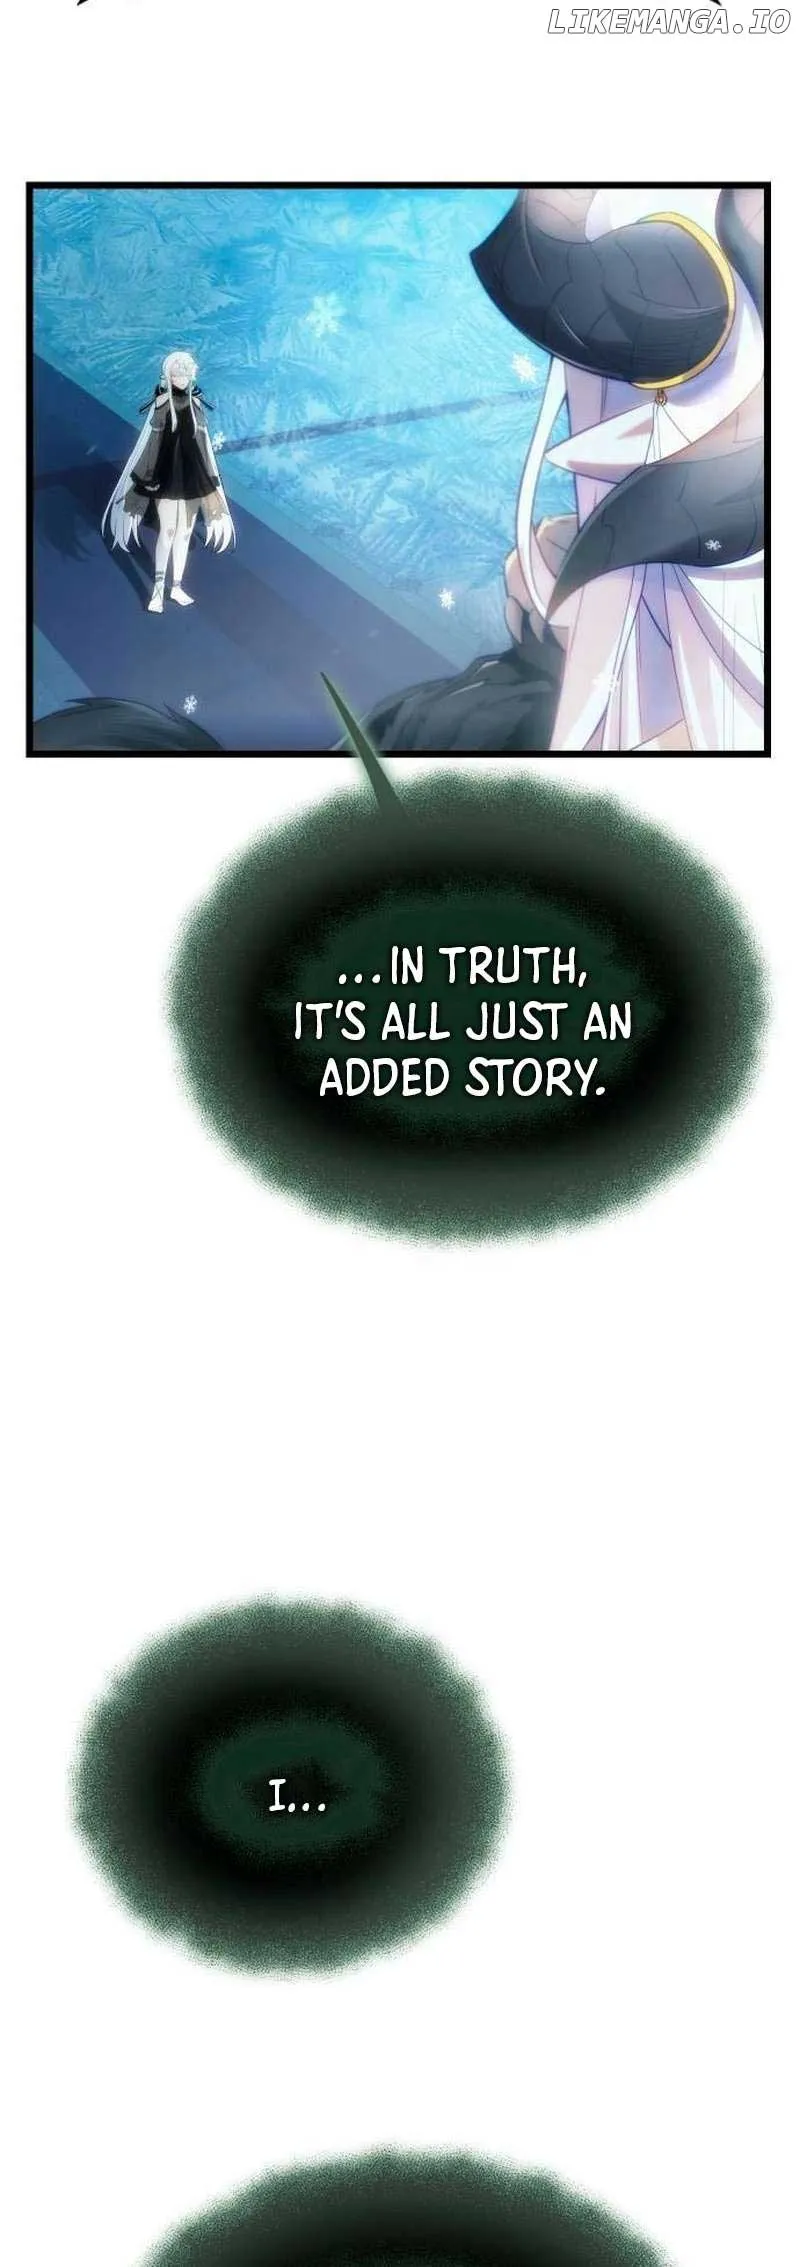 LIKEMANGA.IO
...IN TRUTH,
IT'S ALL JUST AN
ADDED STORY.
I...